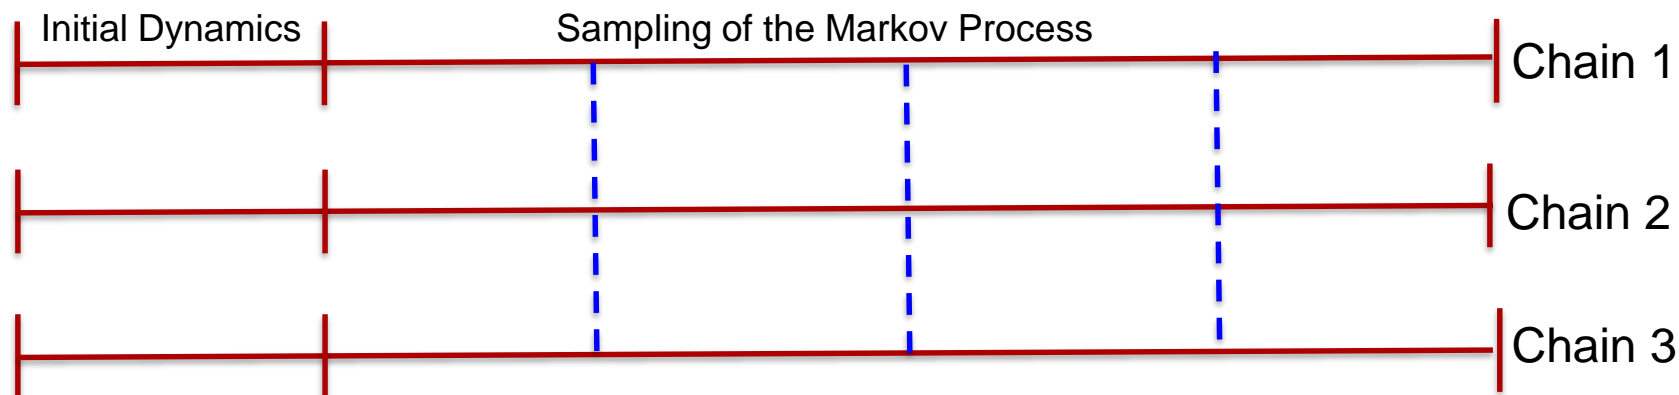 Initial Dynamics
Sampling of the Markov Process
Chain 1
Chain 2
Chain 3